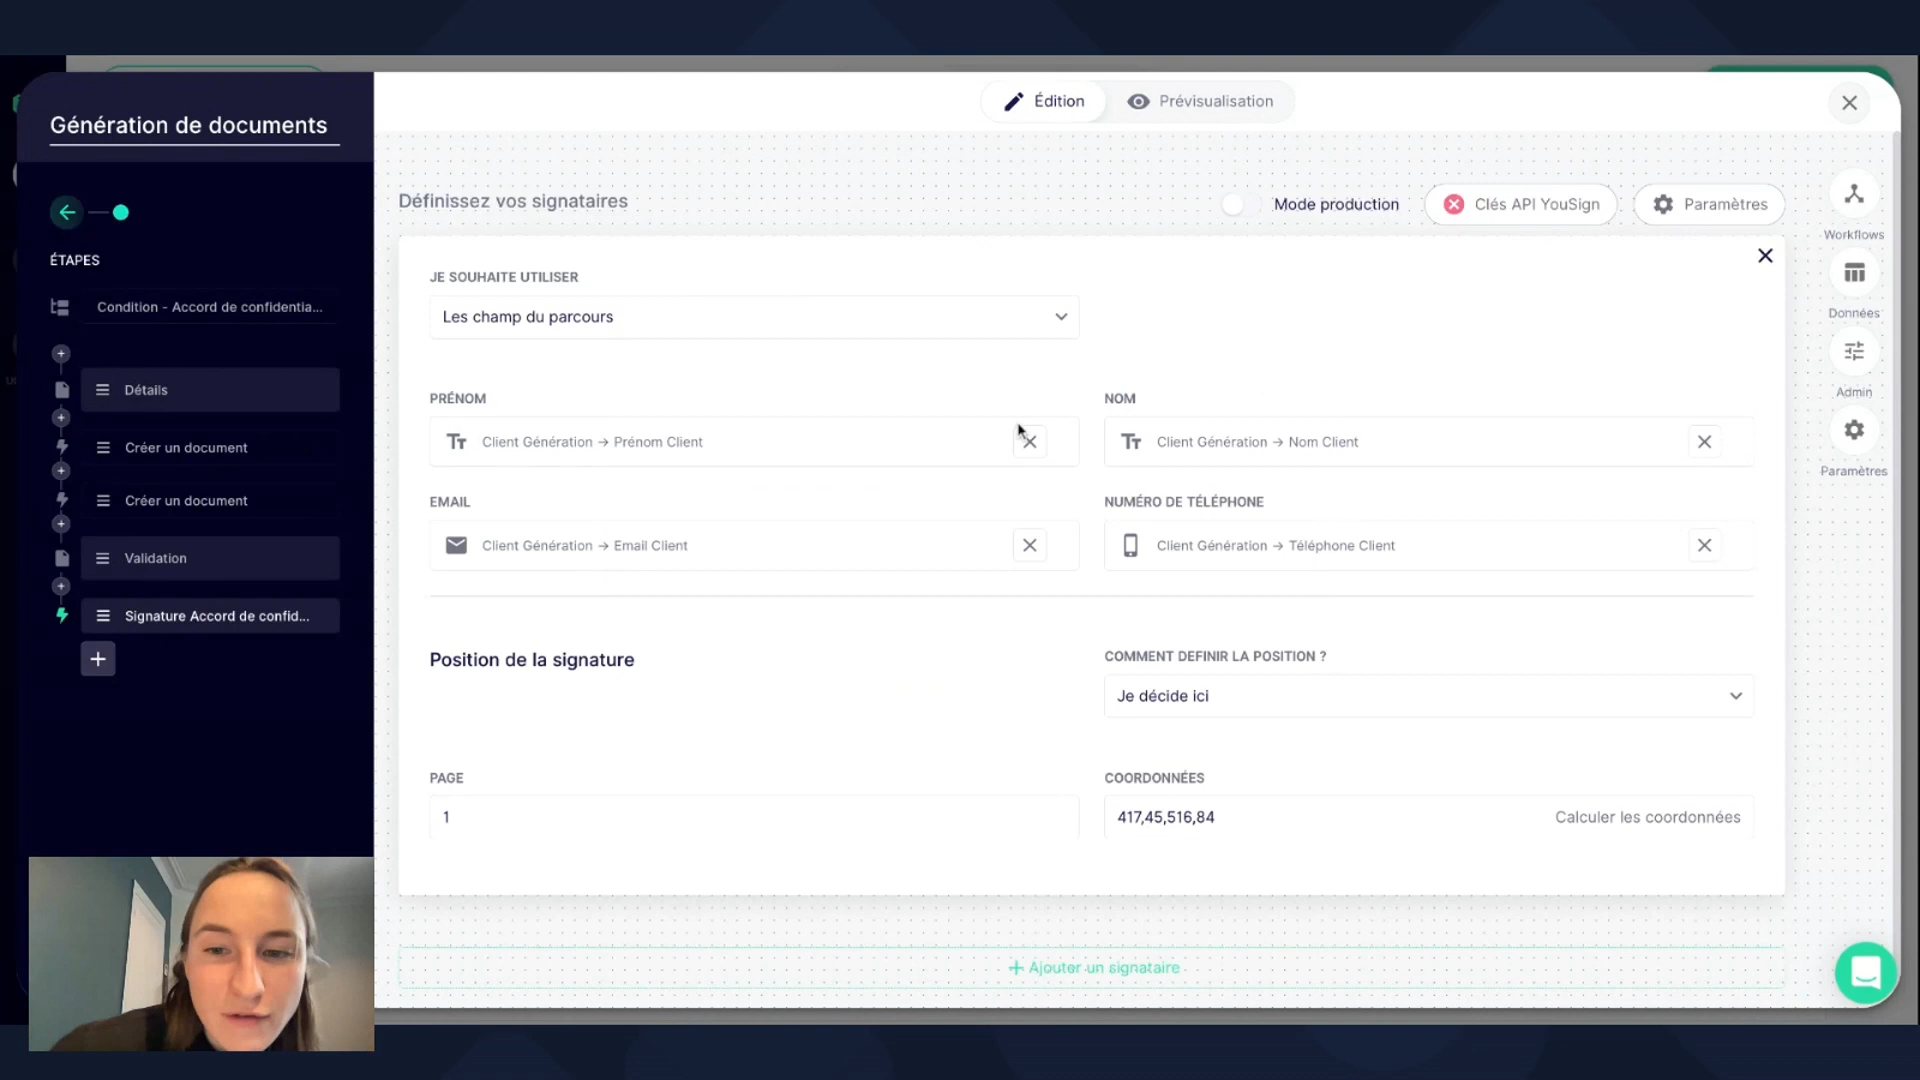 Génération de documents
Édition
Prévisualisation
Définissez vos signataires
Mode production
Clés API YouSign
Paramètres
ÉTAPES
Condition - Accord de confidentia...
Détails
Créer un document
Créer un document
Validation
Signature Accord de confid...
JE SOUHAITE UTILISER
Les champ du parcours
PRÉNOM
Client Génération → Prénom Client
NOM
Client Génération → Nom Client
EMAIL
Client Génération → Email Client
NUMÉRO DE TÉLÉPHONE
Client Génération → Téléphone Client
Position de la signature
COMMENT DEFINIR LA POSITION ?
Je décide ici
PAGE
1
COORDONNÉES
417,45,516,84
Calculer les coordonnées
+ Ajouter un signataire
Workflows
Données
Admin
Paramètres